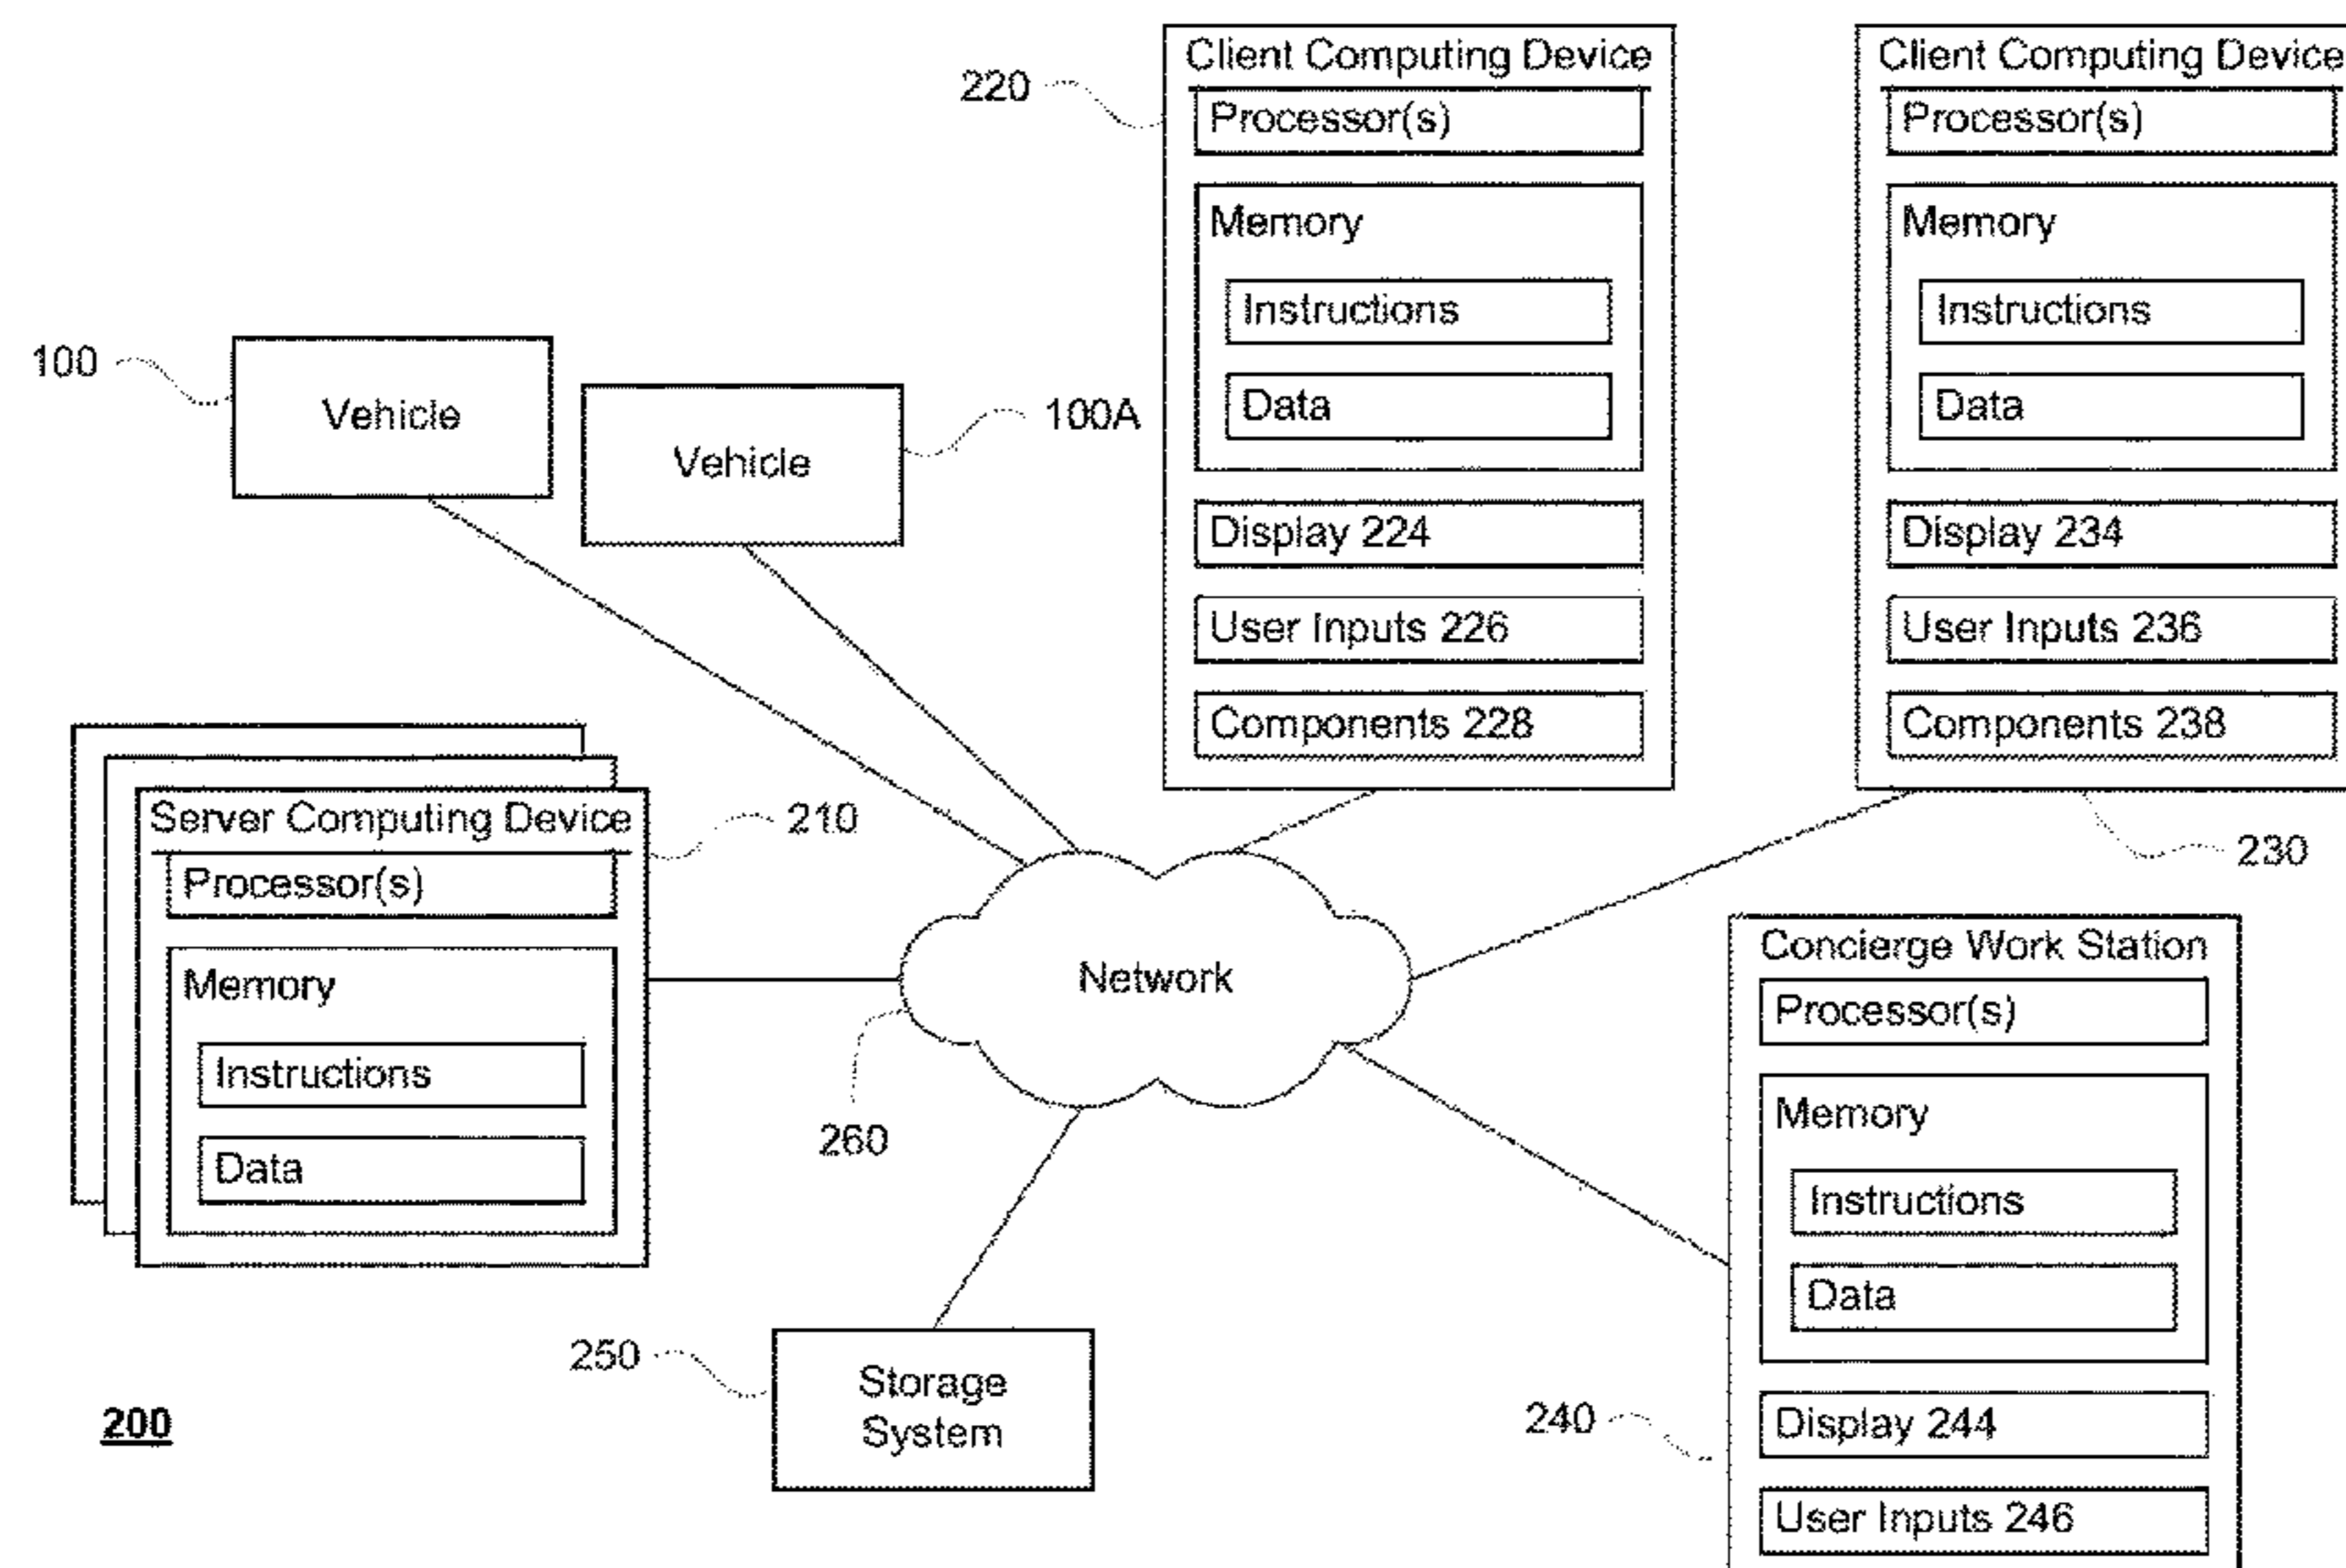 220
Client Computing Device
Processor(s)
Memory
Instructions
Data
Display 224
User Inputs 226
Components 228
Client Computing Device
Processor(s)
Memory
Instructions
Data
Display 234
User Inputs 236
Components 238
230
100
Vehicle
Vehicle
100A
Server Computing Device
210
Processor(s)
Memory
Instructions
Data
Network
260
Concierge Work Station
Processor(s)
Memory
Instructions
Data
Display 244
User Inputs 246
240
250
Storage
System
200